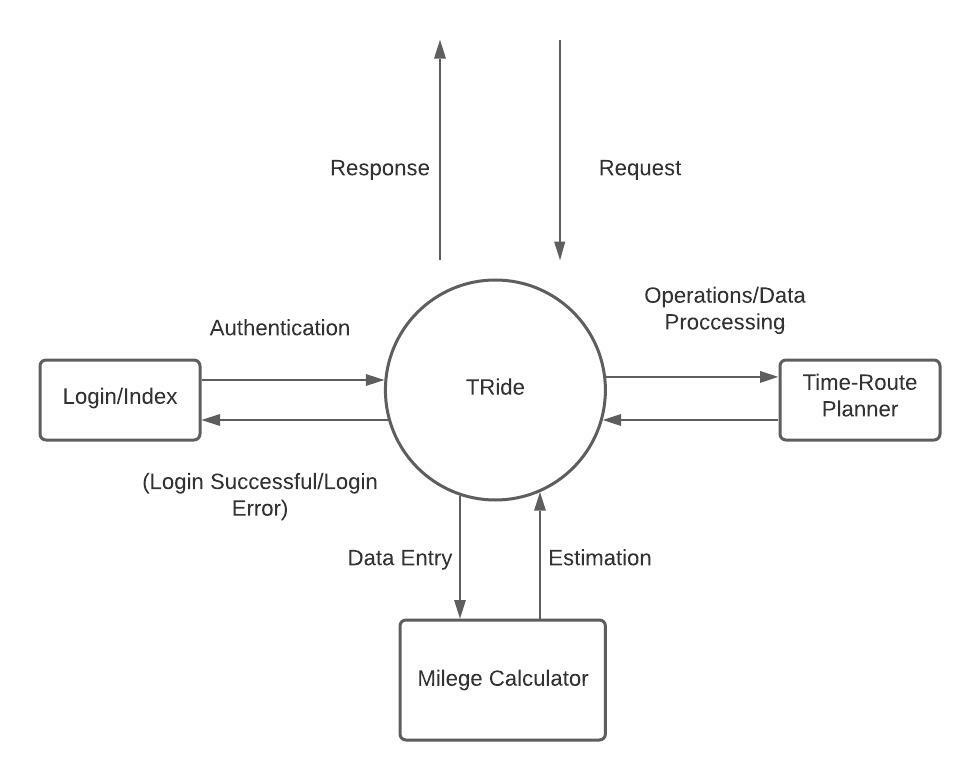 Response
Request
Operations/Data
Proccessing
Authentication
Login/Index
TRide
Time-Route
Planner
(Login Successful/Login
Error)
Data Entry
Estimation
Milege Calculator